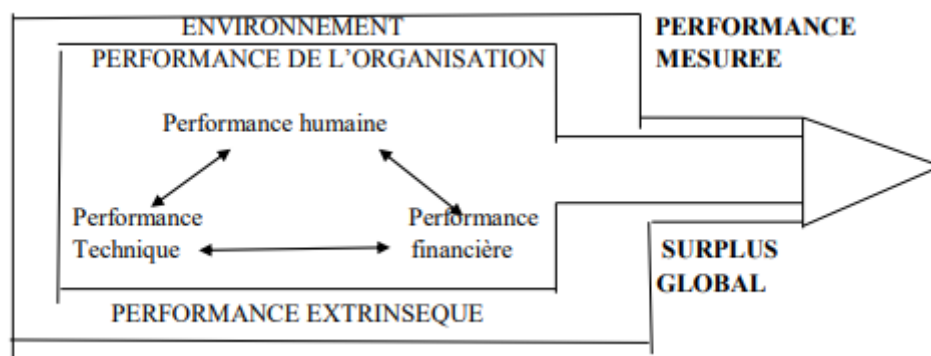 ENVIRONNEMENT
PERFORMANCE DE L'ORGANISATION
PERFORMANCE
MESUREE
Performance humaine
Performance
Technique
Performance
financière
SURPLUS
GLOBAL
PERFORMANCE EXTRINSEQUE